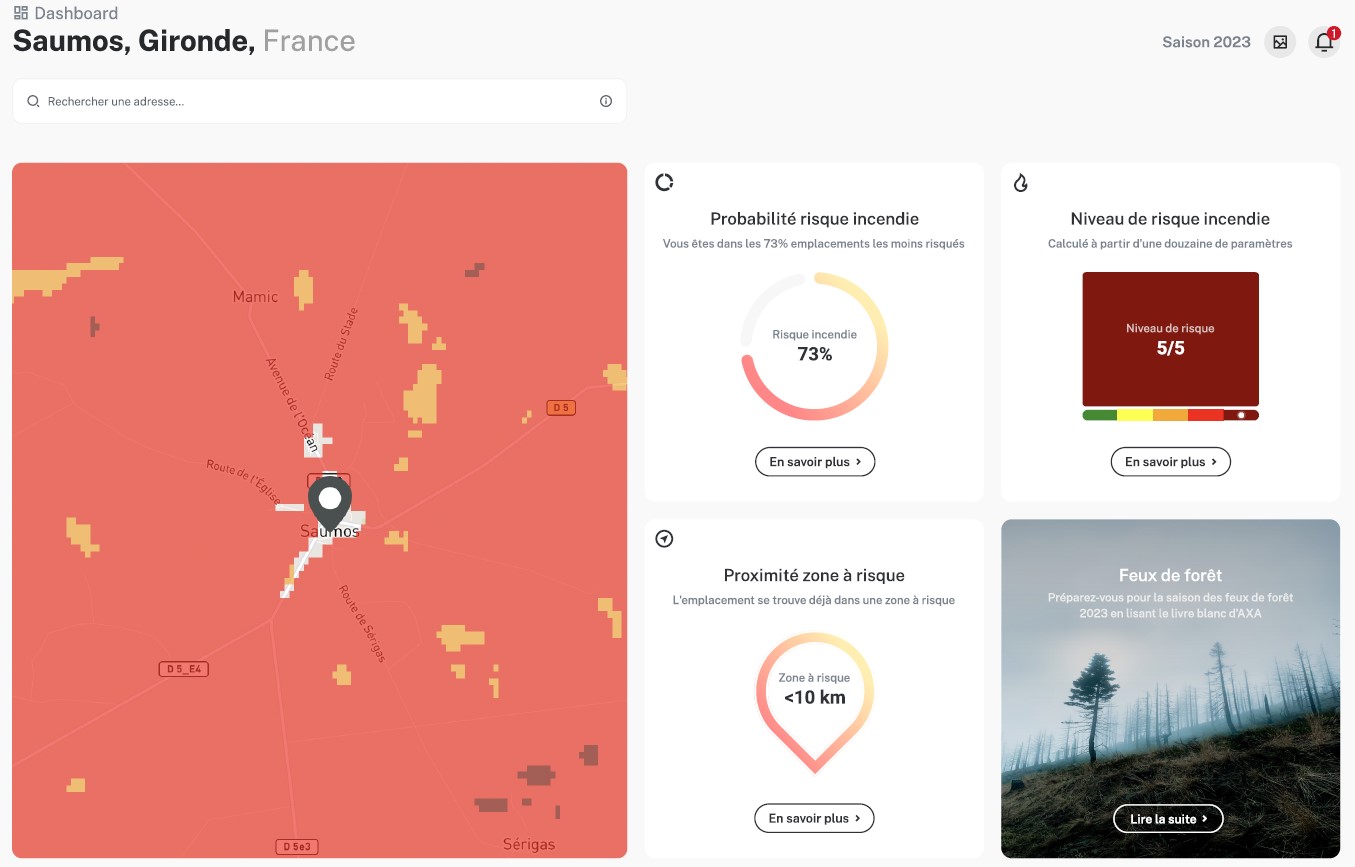 Dashboard
Saumos, Gironde, France
Saison 2023
1
Rechercher une adresse...
Mamic
Route du Stade
Avenue de l'Océan
D 5
Route de l'Église
Saumos
Route de Sérigas
D 5_E4
D 5e3
Sérigas
Probabilité risque incendie
Vous êtes dans les 73% emplacements les moins risqués
Risque incendie
73%
En savoir plus ›
Niveau de risque incendie
Calculé à partir d'une douzaine de paramètres
Niveau de risque
5/5
En savoir plus ›
Proximité zone à risque
L'emplacement se trouve déjà dans une zone à risque
Zone à risque
<10 km
En savoir plus ›
Feux de forêt
Préparez-vous pour la saison des feux de forêt
2023 en lisant le livre blanc d'AXA
Lire la suite ›